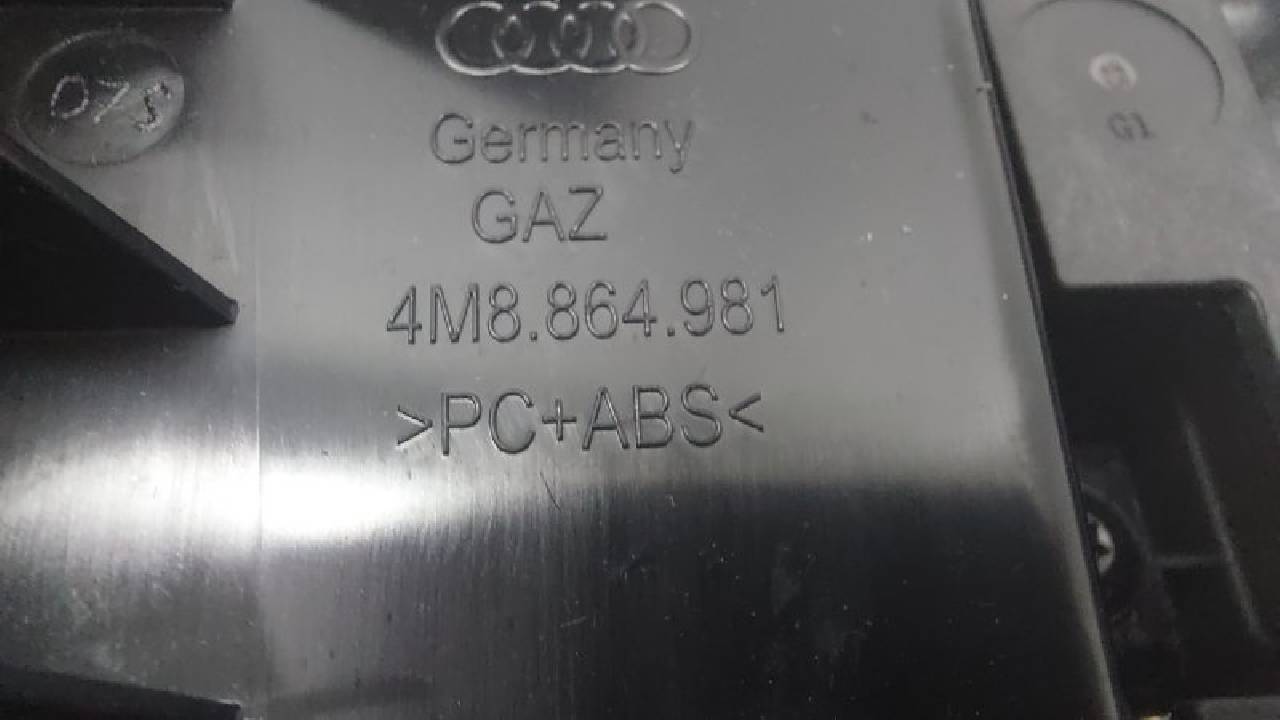 Germany
GAZ
4M8.864.981
>PC+ABS<
G1